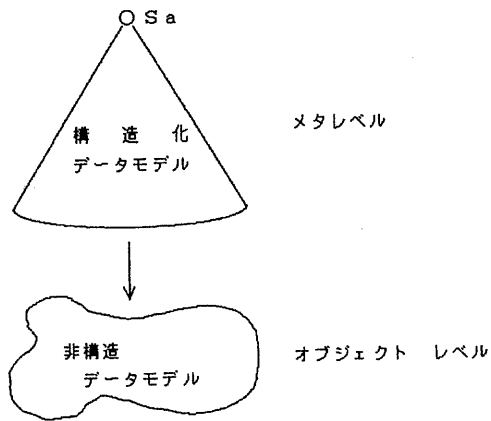 Sa
構造化
データモデル
メタレベル
非構造
データモデル
オブジェクト レベル